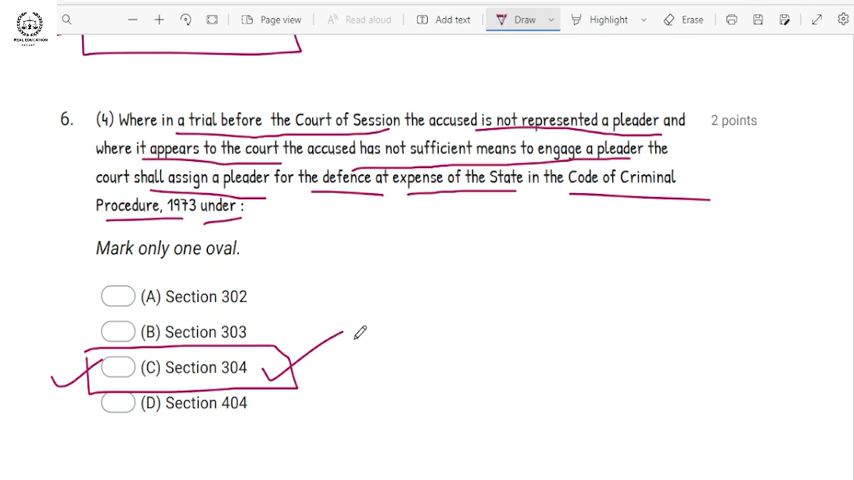 Page view
Read aloud
Add text
Draw
Highlight
Erase
REAL EDUCATION
6. (4) Where in a trial before the Court of Session the accused is not represented a pleader and 2 points
where it appears to the court the accused has not sufficient means to engage a pleader the
court shall assign a pleader for the defence at expense of the State in the Code of Criminal
Procedure, 1973 under :
Mark only one oval.
(A) Section 302
(B) Section 303
(C) Section 304
(D) Section 404